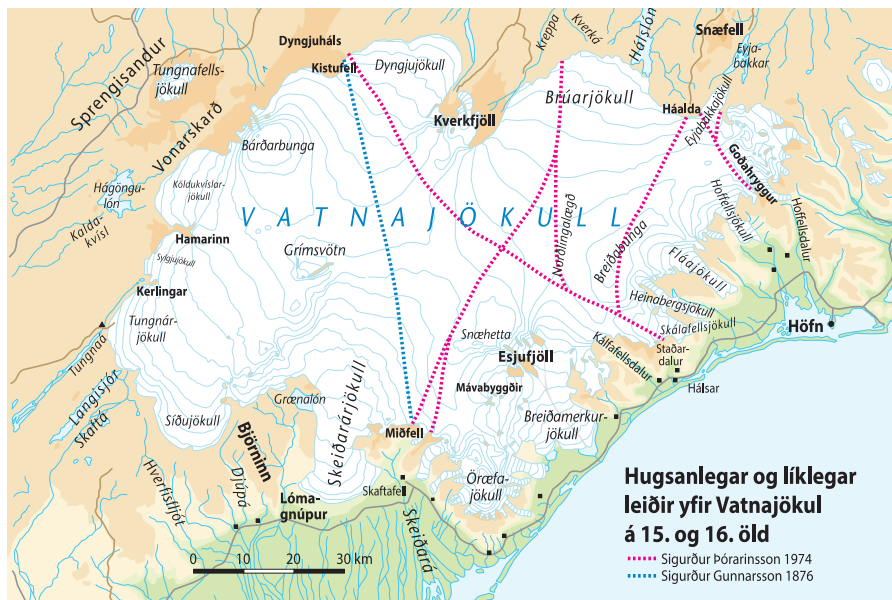 Dyngjuháls
Kistufell
Dyngjujökull
Kreppa
Kverká
Hálslón
Snæfell
Eyja-
bakkar
Sprengisandur
Tungnafells-
jökull
Vonarskarð
Bárðarbunga
Kverkfjöll
Brúarjökull
Háalda
Eyjabakkajökull
Goðahryggur
Hágöngu-
lón
Kalda-
kvísl
Köldukvíslar-
jökull
VATNAJÖKULL
Hoffellsjökull
Hoffellsdalur
Hamarinn
Sylgjujökull
Grímsvötn
Norðlingalægð
Breiðabunga
Fláajökull
Kerlingar
Tungnár-
jökull
Heinabergsjökull
Skálafellsjökull
Höfn
Tungnaá
Snæhetta
Esjufjöll
Kálfafellsdalur
Staðar-
dalur
Hálsar
Langisjór
Skaftá
Síðujökull
Grænalón
Skeiðarárjökull
Mávabyggðir
Breiðamerkur-
jökull
Miðfell
Björninn
Hverfisfljót
Djúpá
Lóma-
gnúpur
Skaftafell
Öræfa-
jökull
Skeiðará
Hugsanlegar og líklegar
leiðir yfir Vatnajökul
á 15. og 16. öld
Sigurður Þórarinsson 1974
Sigurður Gunnarsson 1876
0 10 20 30 km